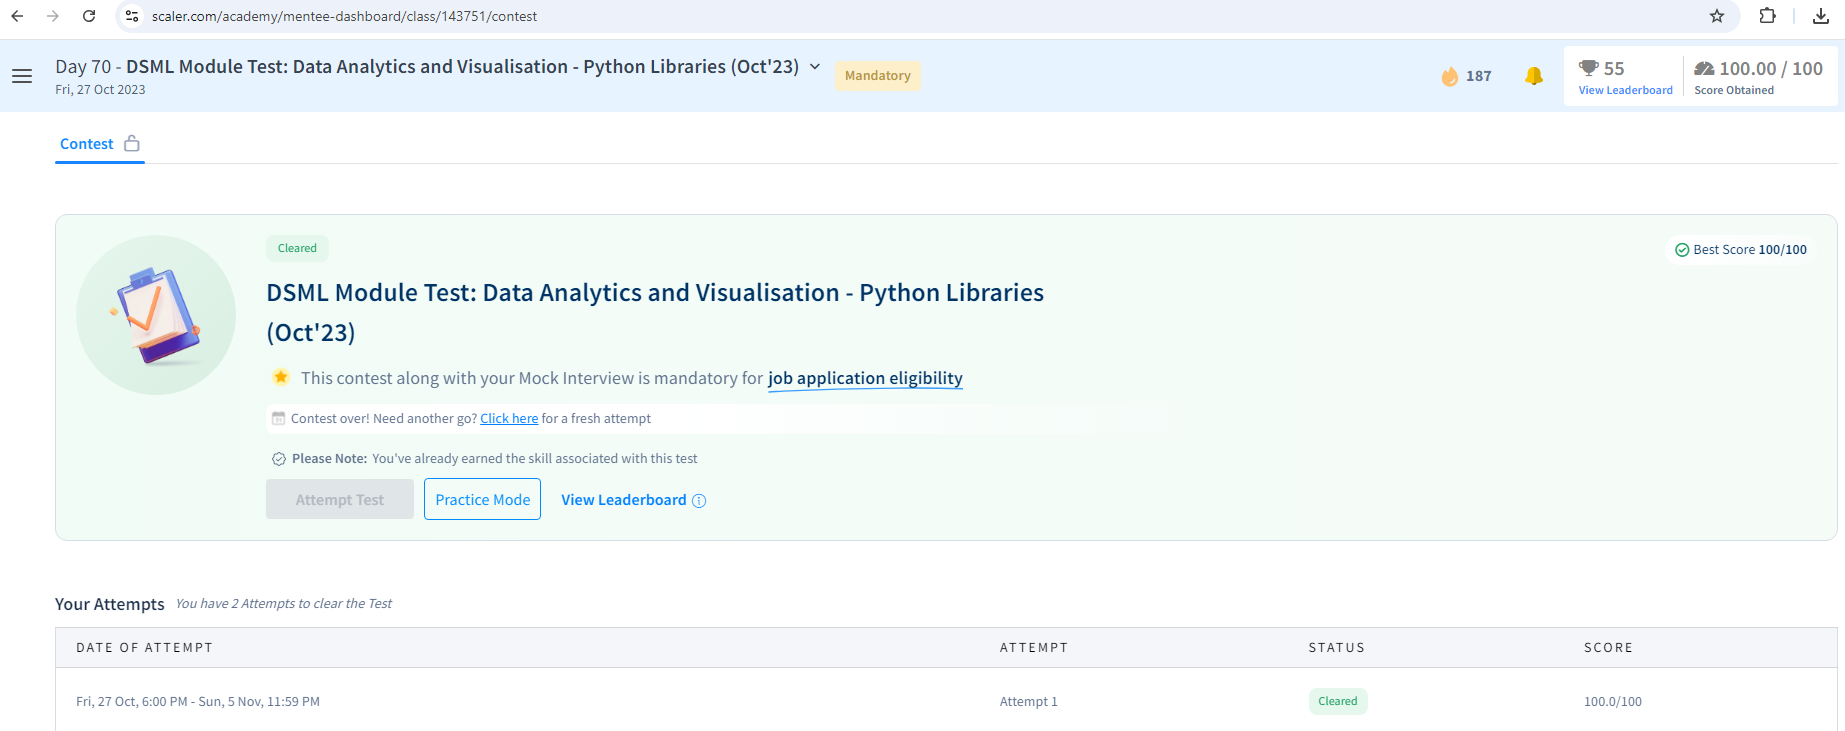 scaler.com/academy/mentee-dashboard/class/143751/contest
Day 70 - DSML Module Test: Data Analytics and Visualisation - Python Libraries (Oct'23)
Mandatory
Fri, 27 Oct 2023
187
55
View Leaderboard
100.00 / 100
Score Obtained
Contest
Cleared
Best Score 100/100
DSML Module Test: Data Analytics and Visualisation - Python Libraries
(Oct'23)
This contest along with your Mock Interview is mandatory for job application eligibility
Contest over! Need another go? Click here for a fresh attempt
Please Note: You've already earned the skill associated with this test
Attempt Test
Practice Mode
View Leaderboard
Your Attempts You have 2 Attempts to clear the Test
DATE OF ATTEMPT ATTEMPT STATUS SCORE
Fri, 27 Oct, 6:00 PM - Sun, 5 Nov, 11:59 PM Attempt 1 Cleared 100.0/100